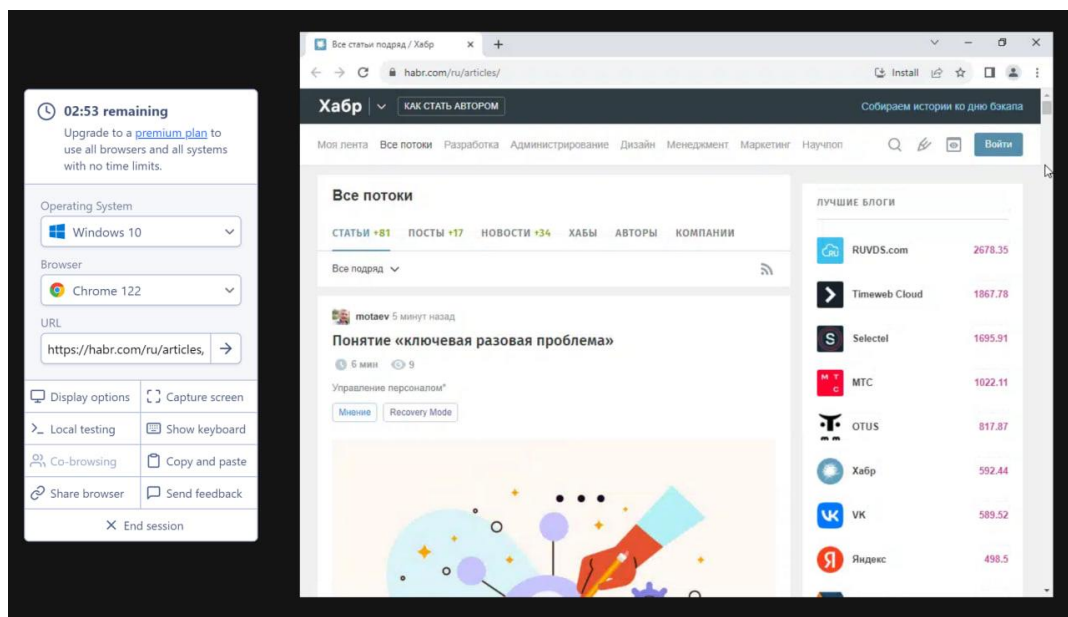 02:53 remaining
Upgrade to a premium plan to
use all browsers and all systems
with no time limits.
Operating System
Windows 10
Browser
Chrome 122
URL
https://habr.com/ru/articles,
Display options
Capture screen
Local testing
Show keyboard
Co-browsing
Copy and paste
Share browser
Send feedback
End session
Все статьи подряд / Хабр
habr.com/ru/articles/
Install
Хабр
КАК СТАТЬ АВТОРОМ
Собираем истории ко дню бэкапа
Моя лента Все потоки Разработка Администрирование Дизайн Менеджмент Маркетинг Научпоп
Войти
Все потоки
СТАТЬИ +81 ПОСТЫ +17 НОВОСТИ +34 ХАБЫ АВТОРЫ КОМПАНИИ
Все подряд
motaev 5 минут назад
Понятие «ключевая разовая проблема»
6 мин 9
Управление персоналом*
Мнение Recovery Mode
ЛУЧШИЕ БЛОГИ
RUVDS.com 2678.35
Timeweb Cloud 1867.78
Selectel 1695.91
МТС 1022.11
OTUS 817.87
Хабр 592.44
VK 589.52
Яндекс 498.5